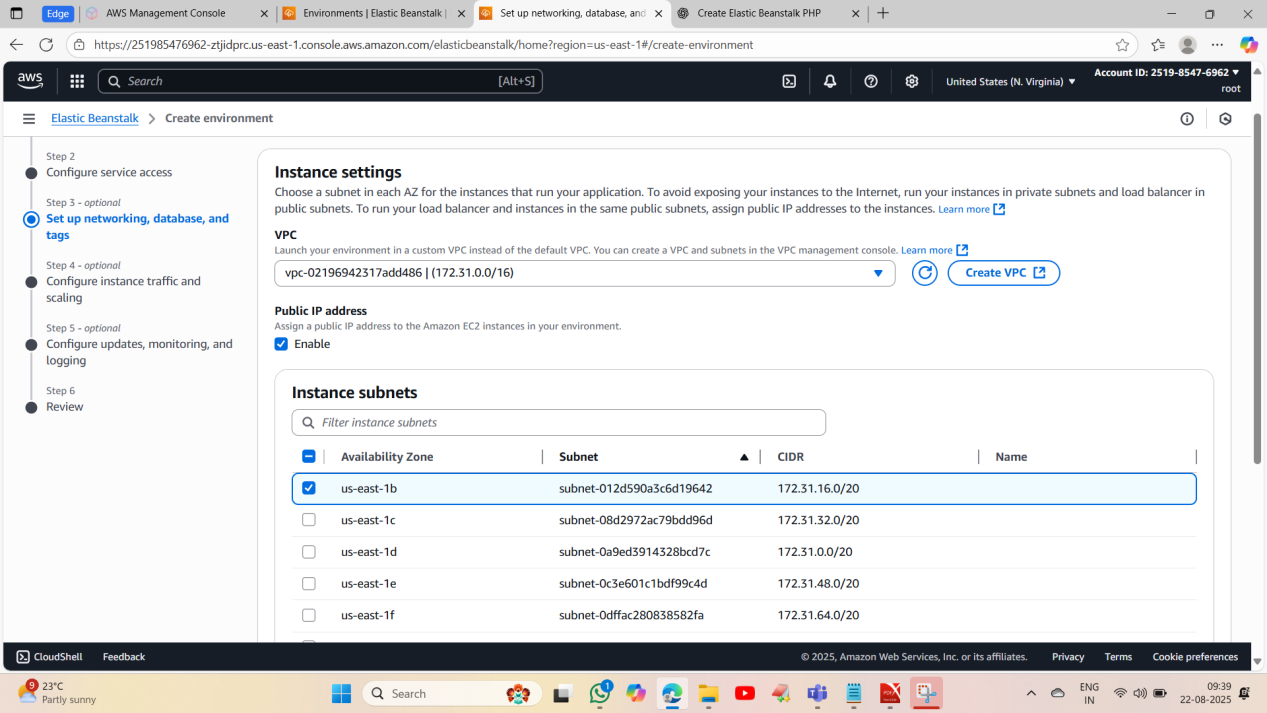 Edge
AWS Management Console
Environments | Elastic Beanstalk |
Set up networking, database, and
Create Elastic Beanstalk PHP
https://251985476962-ztjidprc.us-east-1.console.aws.amazon.com/elasticbeanstalk/home?region=us-east-1#/create-environment
aws
Search
[Alt+S]
United States (N. Virginia)
Account ID: 2519-8547-6962
root
Elastic Beanstalk
Create environment
Step 2
Configure service access
Step 3 - optional
Set up networking, database, and
tags
Step 4 - optional
Configure instance traffic and
scaling
Step 5 - optional
Configure updates, monitoring, and
logging
Step 6
Review
Instance settings
Choose a subnet in each AZ for the instances that run your application. To avoid exposing your instances to the Internet, run your instances in private subnets and load balancer in
public subnets. To run your load balancer and instances in the same public subnets, assign public IP addresses to the instances. Learn more
VPC
Launch your environment in a custom VPC instead of the default VPC. You can create a VPC and subnets in the VPC management console. Learn more
vpc-02196942317add486 | (172.31.0.0/16)
Create VPC
Public IP address
Assign a public IP address to the Amazon EC2 instances in your environment.
Enable
Instance subnets
Filter instance subnets
Availability Zone Subnet CIDR Name
us-east-1b subnet-012d590a3c6d19642 172.31.16.0/20
us-east-1c subnet-08d2972ac79bdd96d 172.31.32.0/20
us-east-1d subnet-0a9ed3914328bcd7c 172.31.0.0/20
us-east-1e subnet-0c3e601c1bdf99c4d 172.31.48.0/20
us-east-1f subnet-0dffac280838582fa 172.31.64.0/20
CloudShell
Feedback
© 2025, Amazon Web Services, Inc. or its affiliates.
Privacy
Terms
Cookie preferences
9
23°C
Partly sunny
Search
1
ENG
IN
09:39
22-08-2025